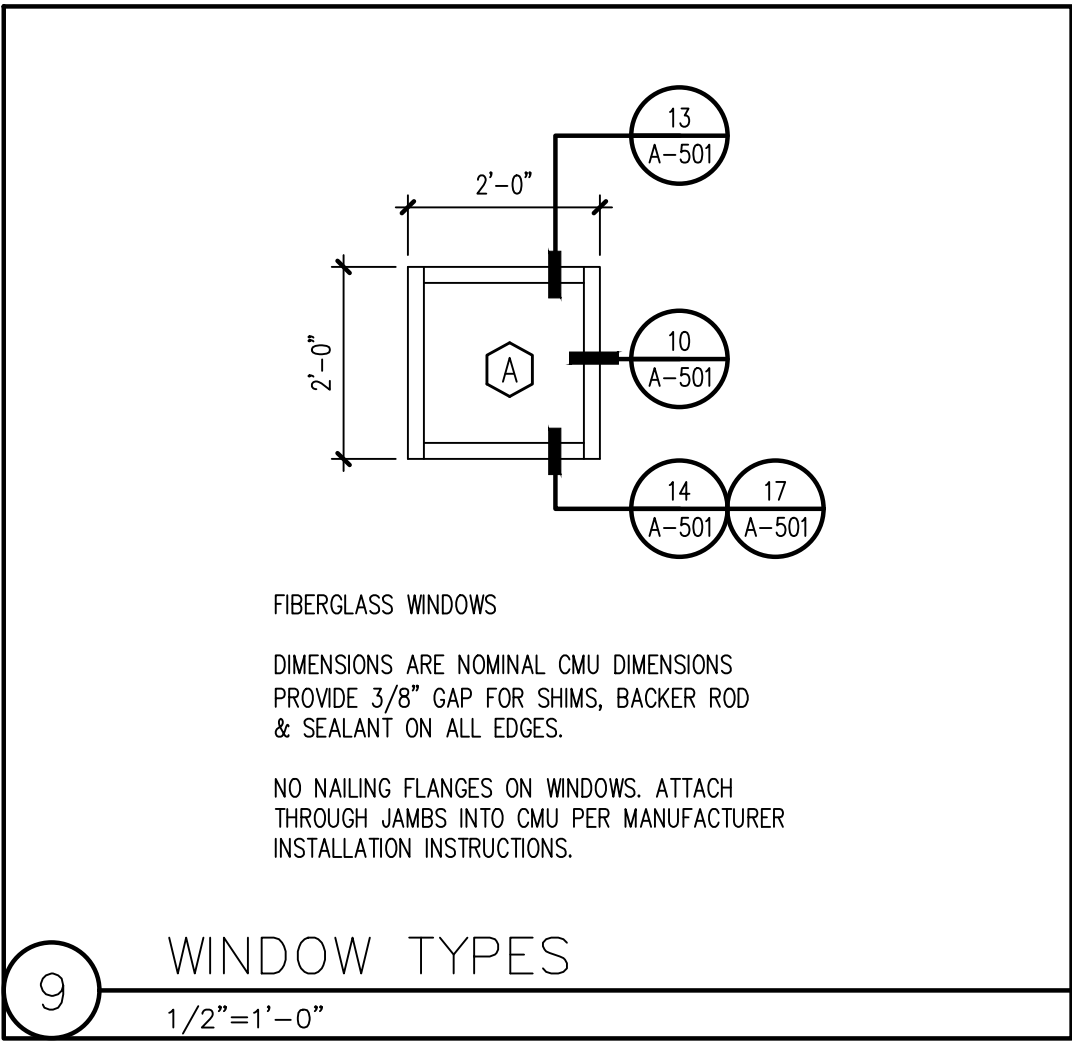 13
A-501
2'-0"
2'-0"
10
A-501
A
14
A-501
17
A-501
FIBERGLASS WINDOWS
DIMENSIONS ARE NOMINAL CMU DIMENSIONS
PROVIDE 3/8" GAP FOR SHIMS, BACKER ROD
& SEALANT ON ALL EDGES.
NO NAILING FLANGES ON WINDOWS. ATTACH
THROUGH JAMBS INTO CMU PER MANUFACTURER
INSTALLATION INSTRUCTIONS.
9
WINDOW TYPES
1/2"=1'-0"